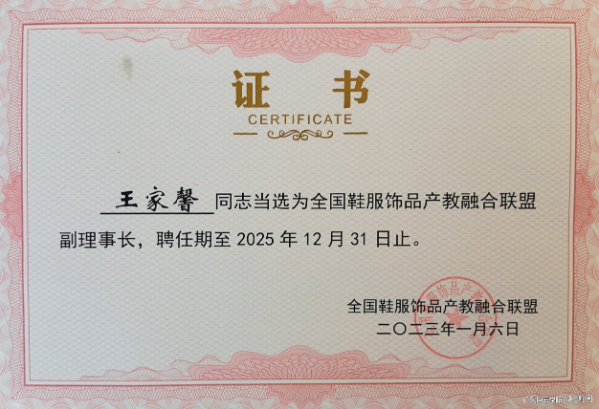 证 书
CERTIFICATE
王家馨 同志当选为全国鞋服饰品产教融合联盟
副理事长，聘任期至 2025 年 12 月 31 日止。
全国鞋服饰品产教融合联盟
二〇二三年一月六日